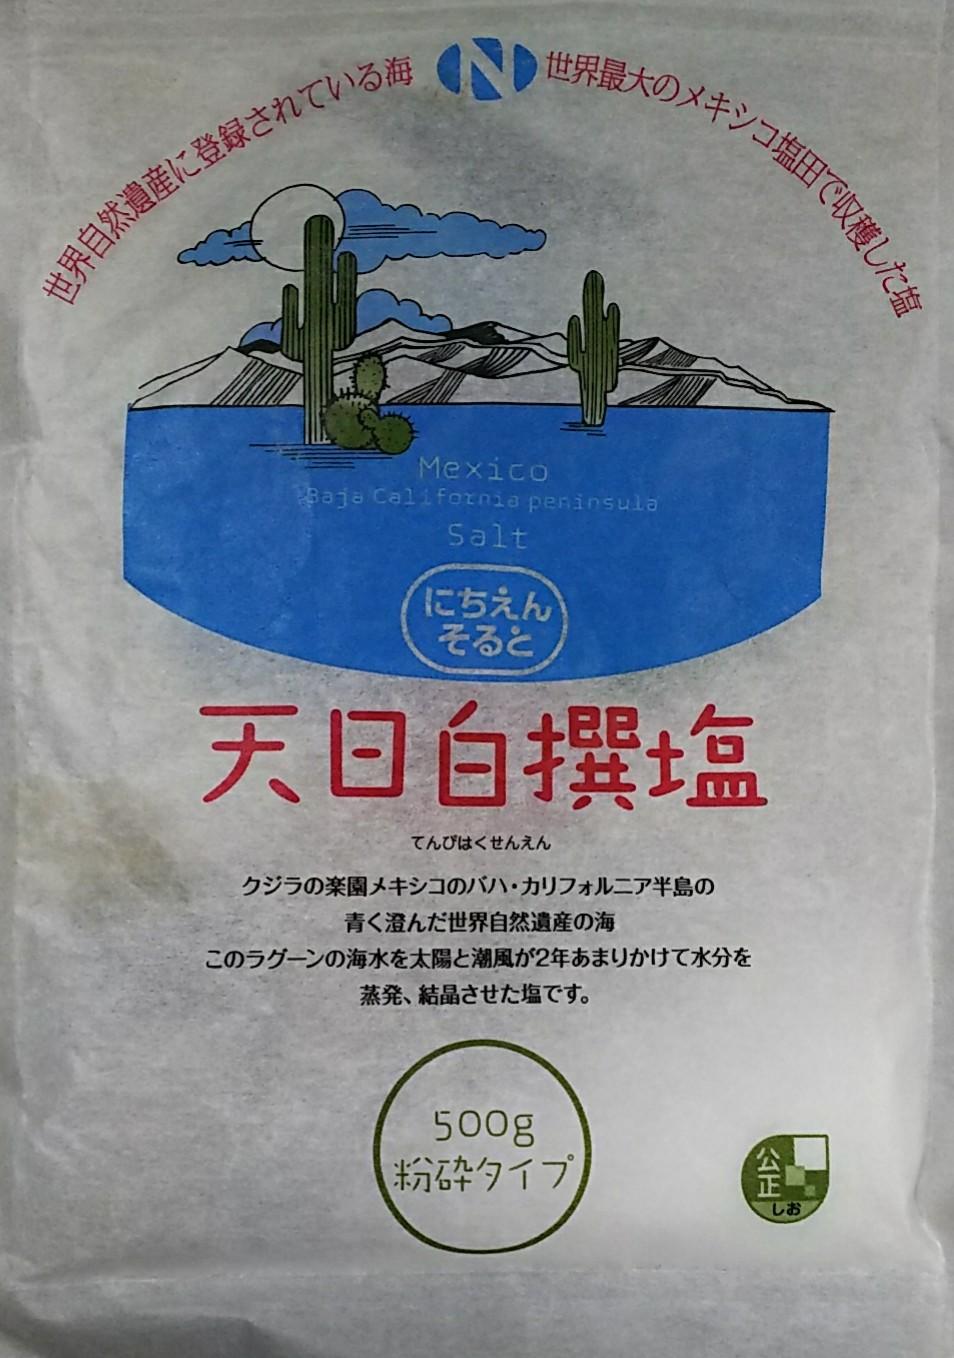 世界自然遺産に登録されている海
N
世界最大のメキシコ塩田で収穫した塩
Mexico
Baja California peninsula
Salt
にちえん
そると
天日白撰塩
てんぴはくせんえん
クジラの楽園メキシコのバハ・カリフォルニア半島の
青く澄んだ世界自然遺産の海
このラグーンの海水を太陽と潮風が2年あまりかけて水分を
蒸発、結晶させた塩です。
500g
粉砕タイプ
公正
しお